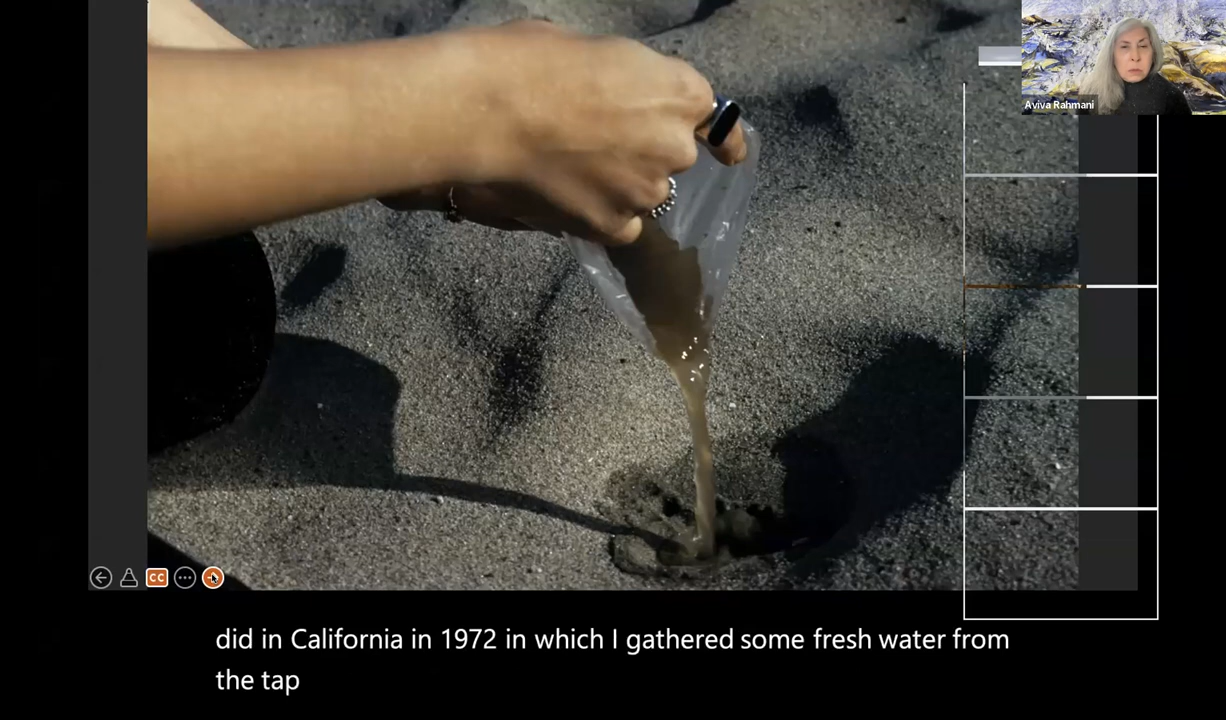 Aviva Rahmani
CC
did in California in 1972 in which I gathered some fresh water from
the tap